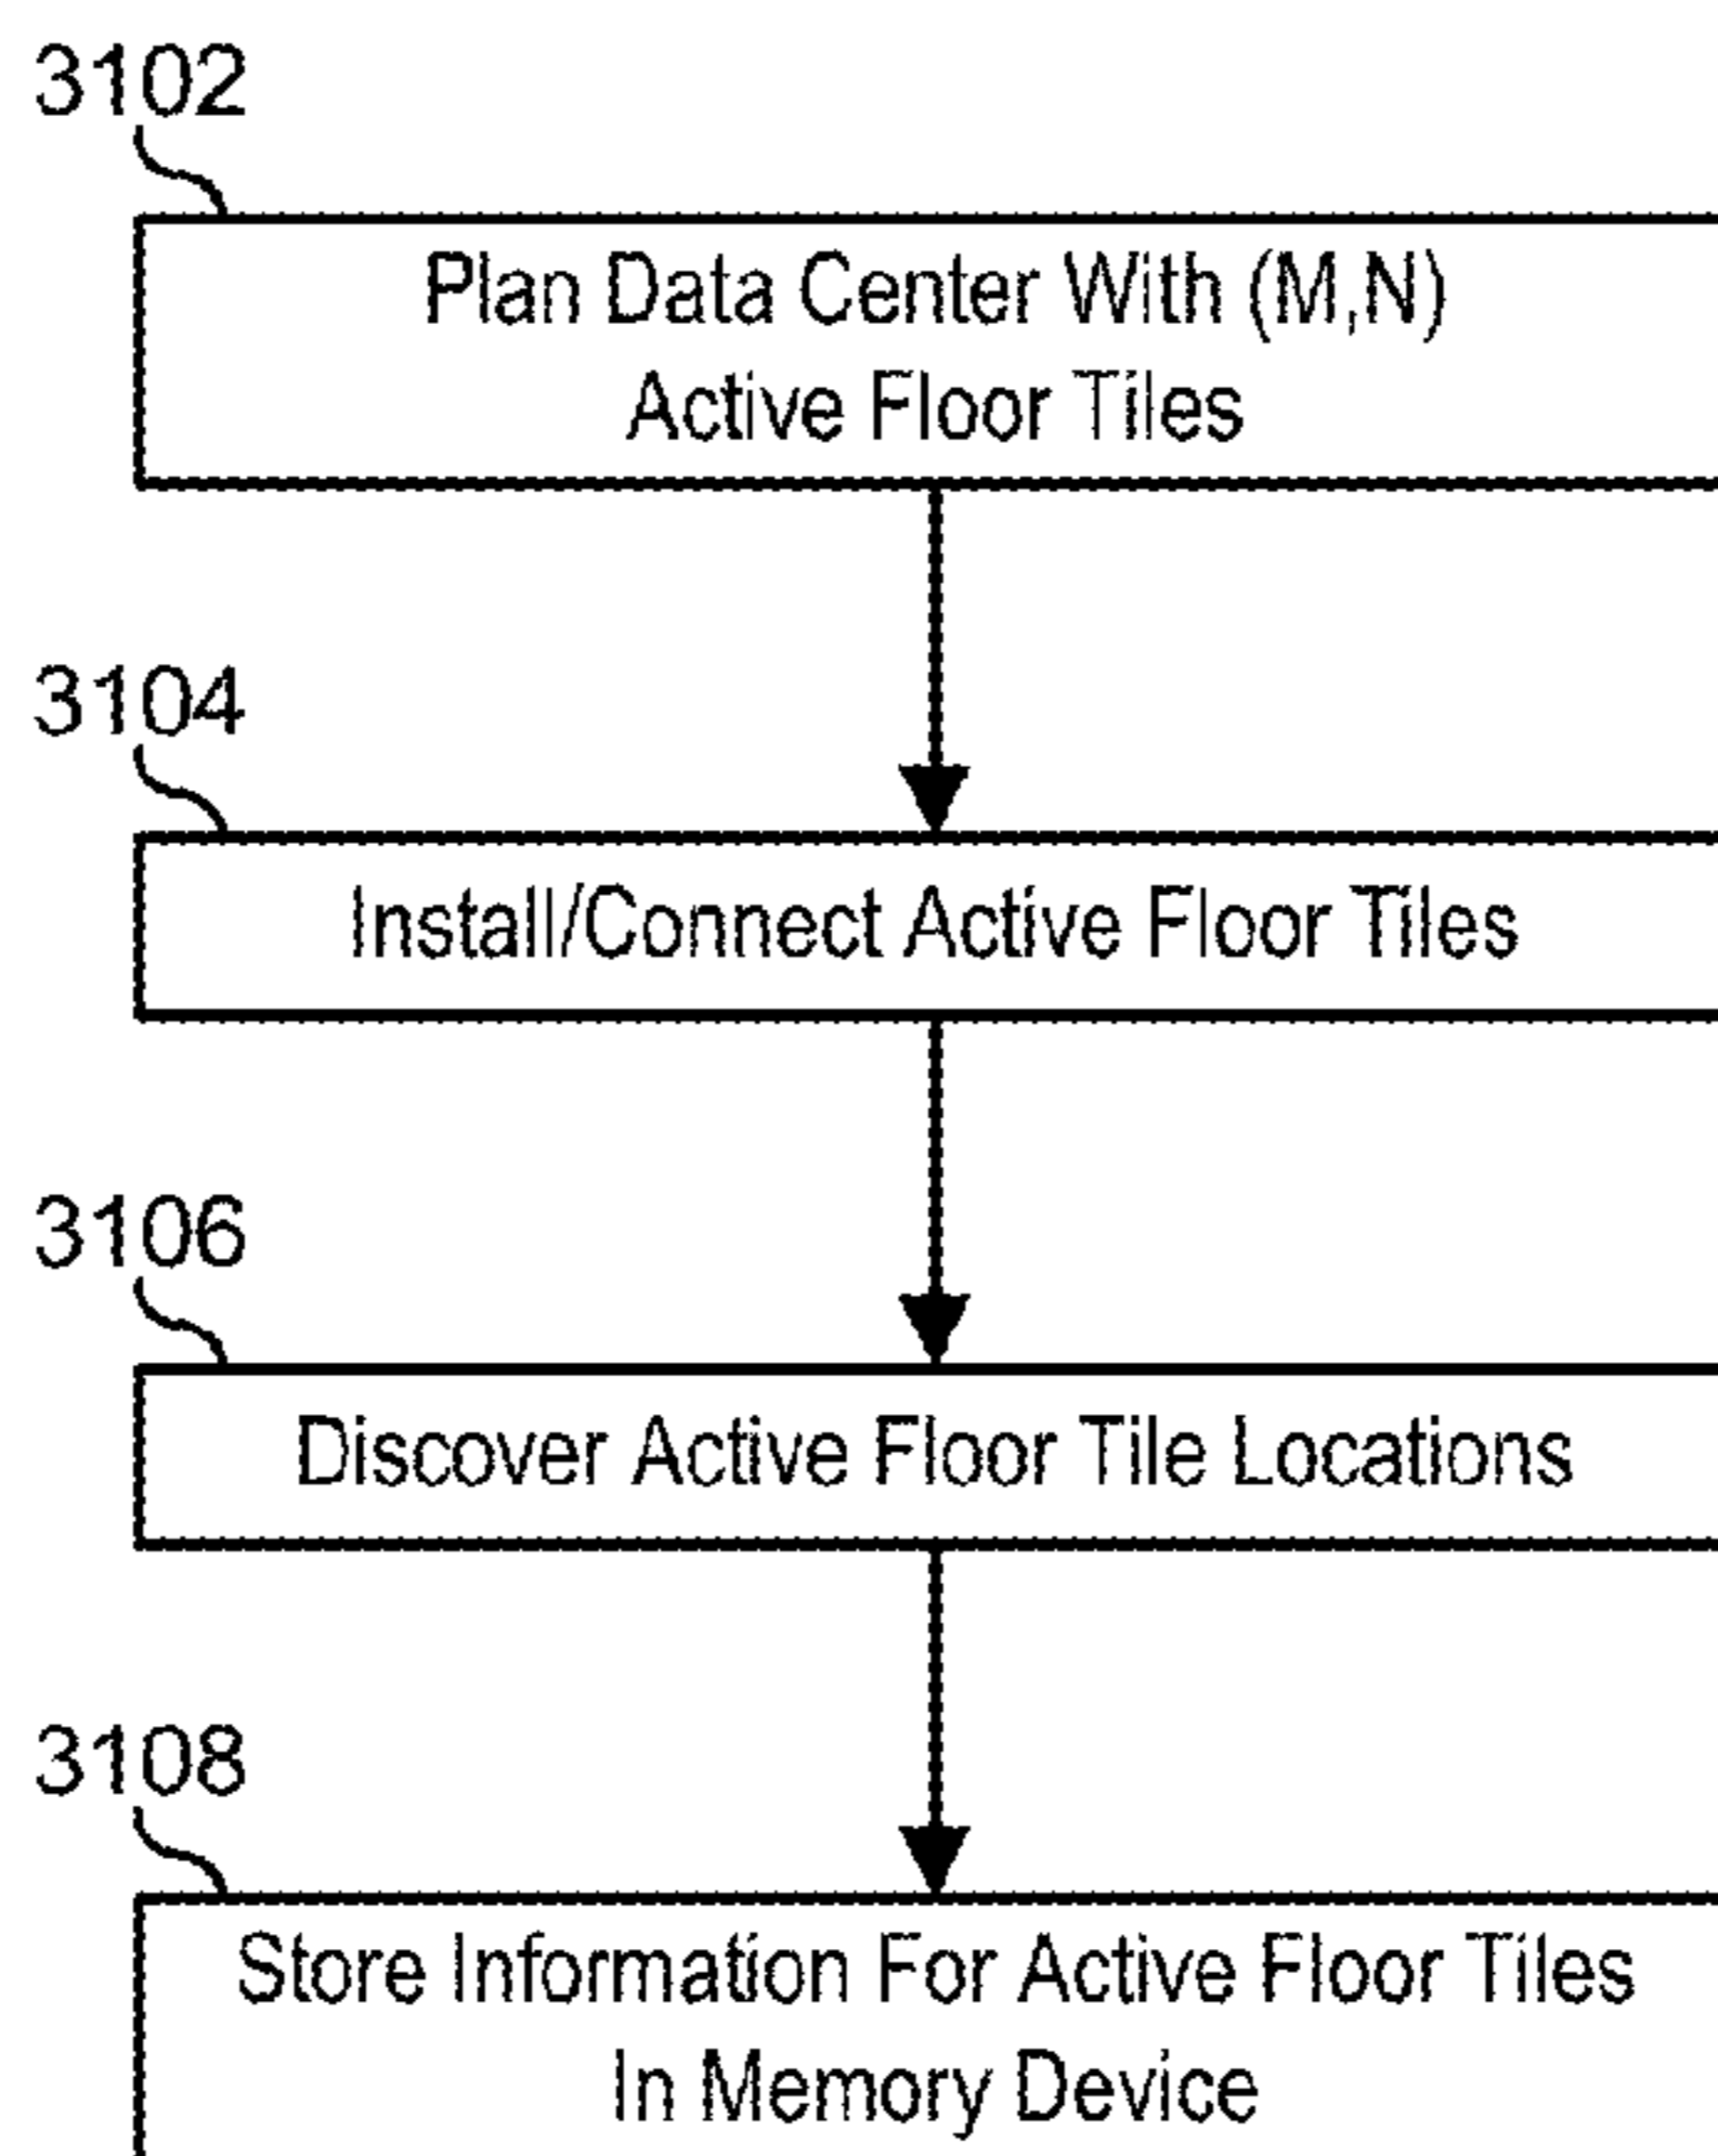 3102
Plan Data Center With (M,N)
Active Floor Tiles
3104
Install/Connect Active Floor Tiles
3106
Discover Active Floor Tile Locations
3108
Store Information For Active Floor Tiles
In Memory Device